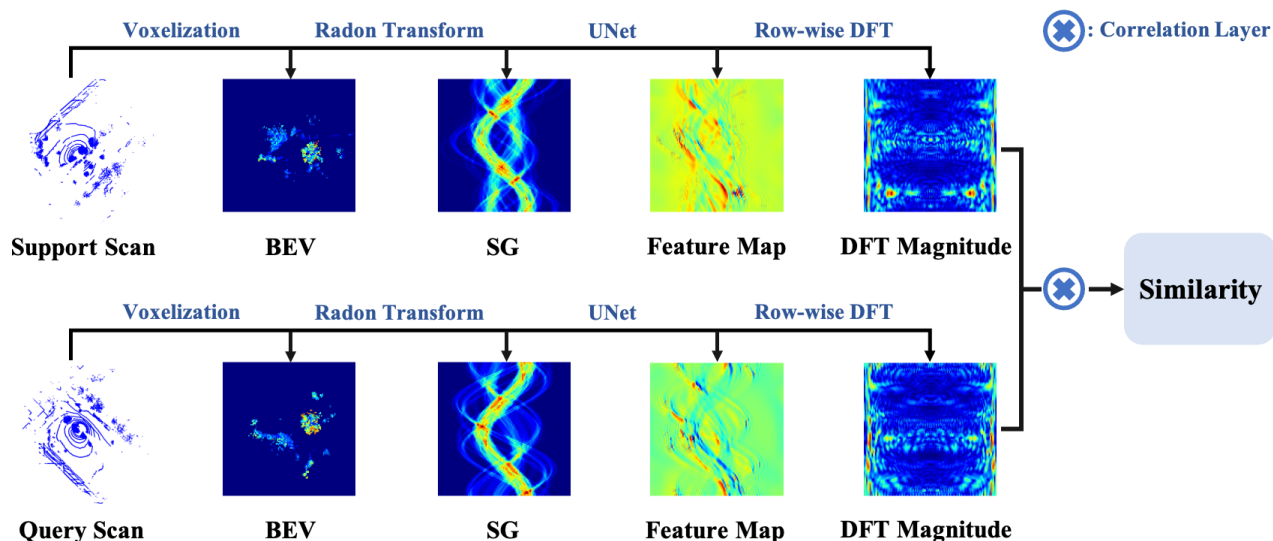 Voxelization Radon Transform UNet Row-wise DFT : Correlation Layer
Support Scan BEV SG Feature Map DFT Magnitude
Similarity
Voxelization Radon Transform UNet Row-wise DFT
Query Scan BEV SG Feature Map DFT Magnitude